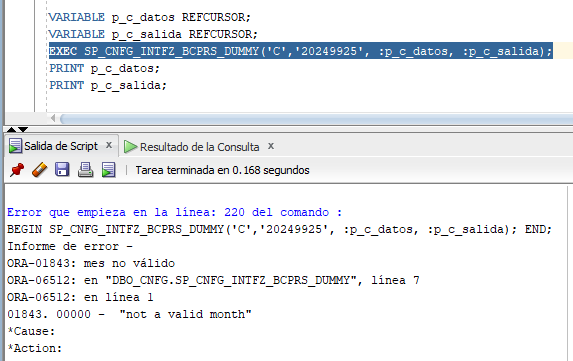 VARIABLE p_c_datos REFCURSOR;
VARIABLE p_c_salida REFCURSOR;
EXEC SP_CNFG_INTFZ_BCPRS_DUMMY('C','20249925', :p_c_datos, :p_c_salida);
PRINT p_c_datos;
PRINT p_c_salida;
Salida de Script x Resultado de la Consulta x
Tarea terminada en 0.168 segundos
Error que empieza en la línea: 220 del comando :
BEGIN SP_CNFG_INTFZ_BCPRS_DUMMY('C','20249925', :p_c_datos, :p_c_salida); END;
Informe de error -
ORA-01843: mes no válido
ORA-06512: en "DBO_CNFG.SP_CNFG_INTFZ_BCPRS_DUMMY", línea 7
ORA-06512: en línea 1
01843. 00000 -  "not a valid month"
*Cause:
*Action: